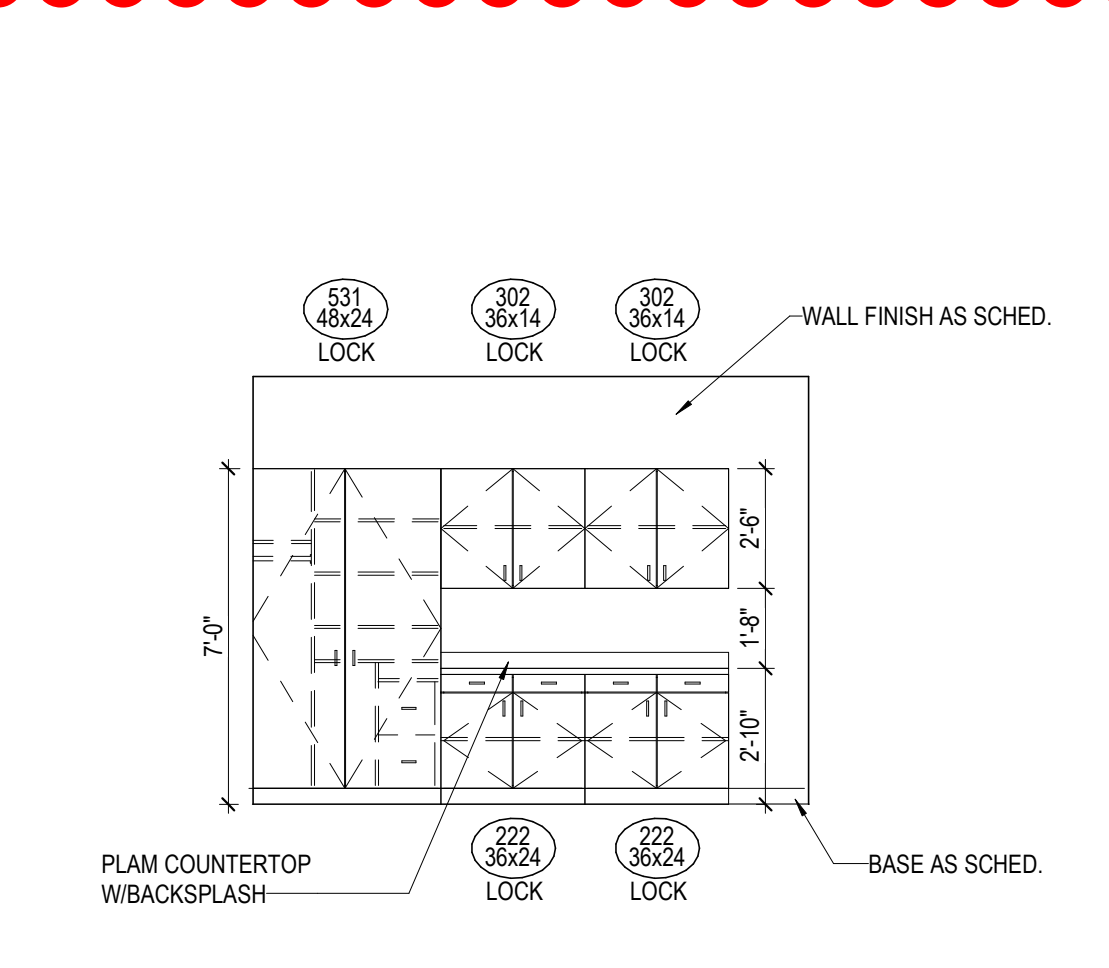 531
48x24
LOCK
302
36x14
LOCK
302
36x14
LOCK
WALL FINISH AS SCHED.
7'-0"
2'-6"
1'-8"
2'-10"
222
36x24
LOCK
222
36x24
LOCK
PLAM COUNTERTOP
W/BACKSPLASH
BASE AS SCHED.